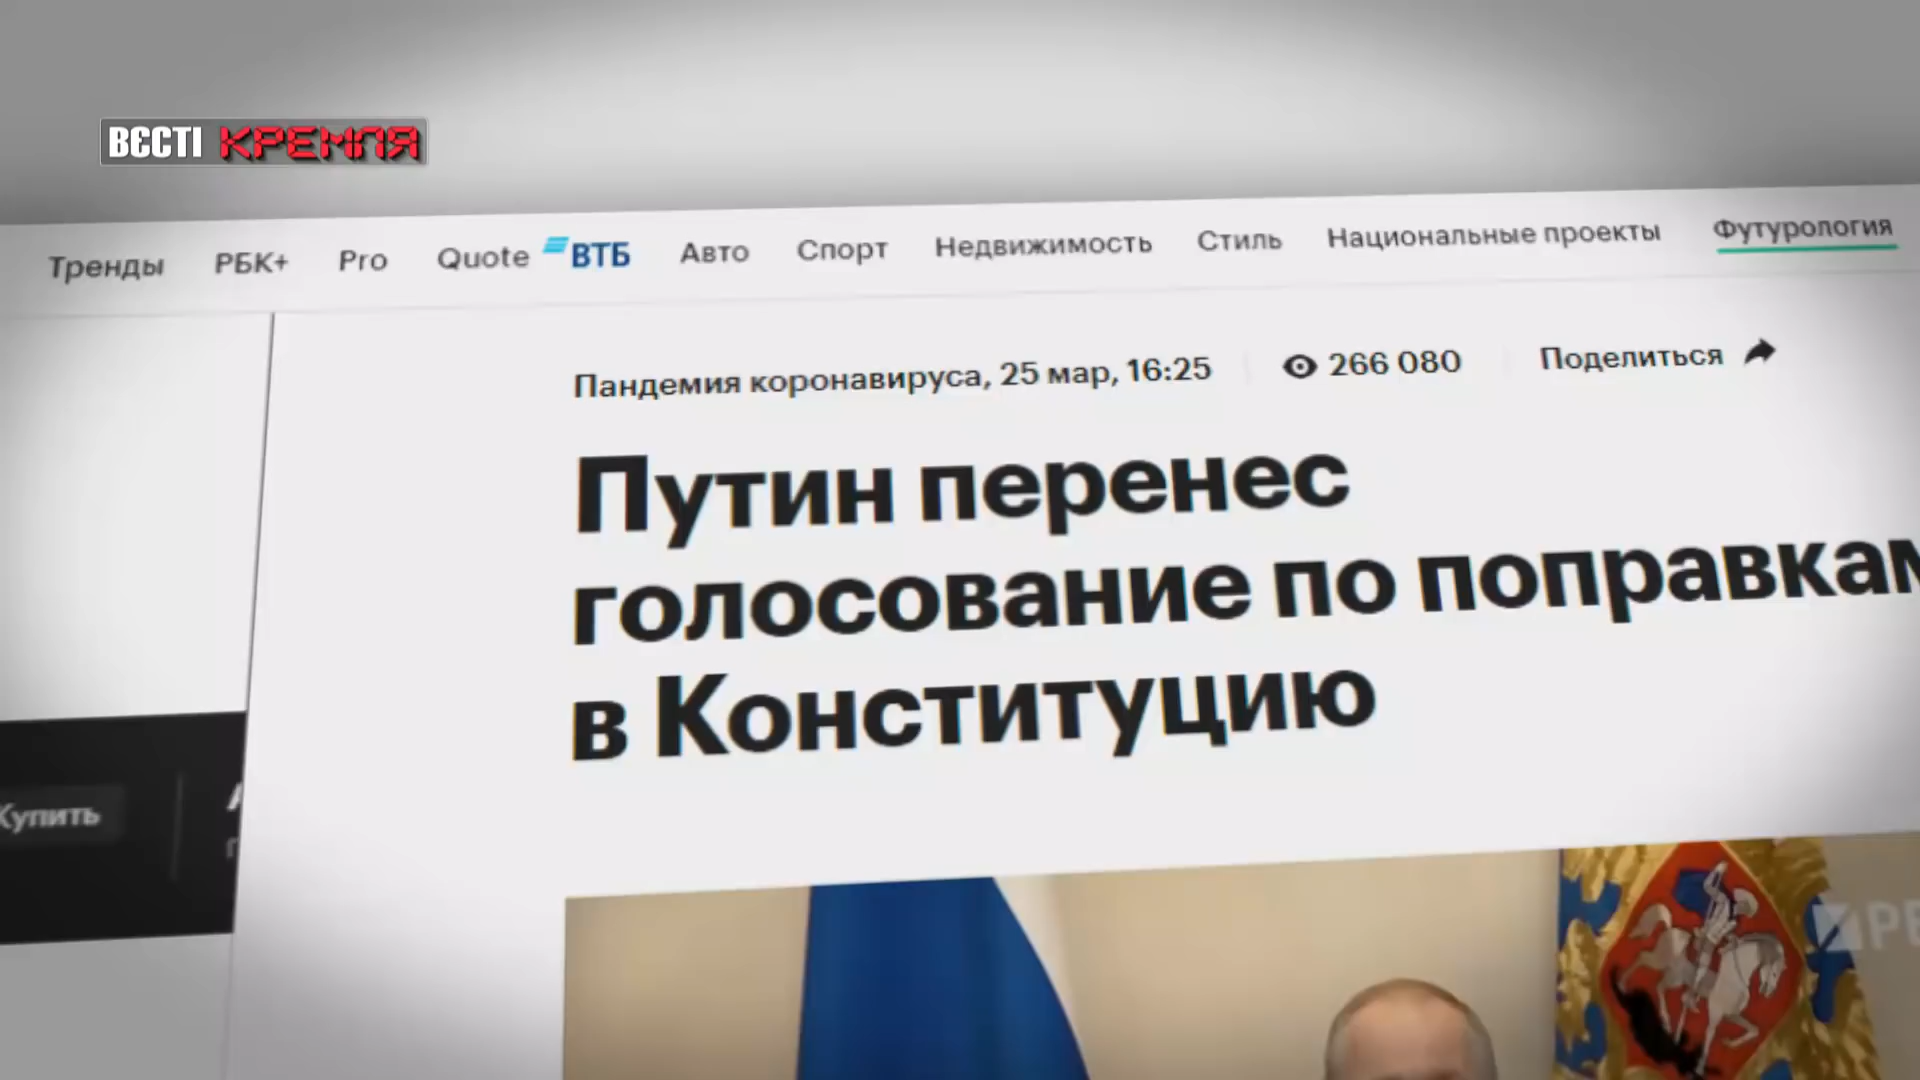 ВЄСТІ КРЕМЛЯ
Тренды РБК+ Pro Quote ВТБ Авто Спорт Недвижимость Стиль Национальные проекты Футурология
Пандемия коронавируса, 25 мар, 16:25 266 080 Поделиться
Путин перенес
голосование по поправкам
в Конституцию
Купить